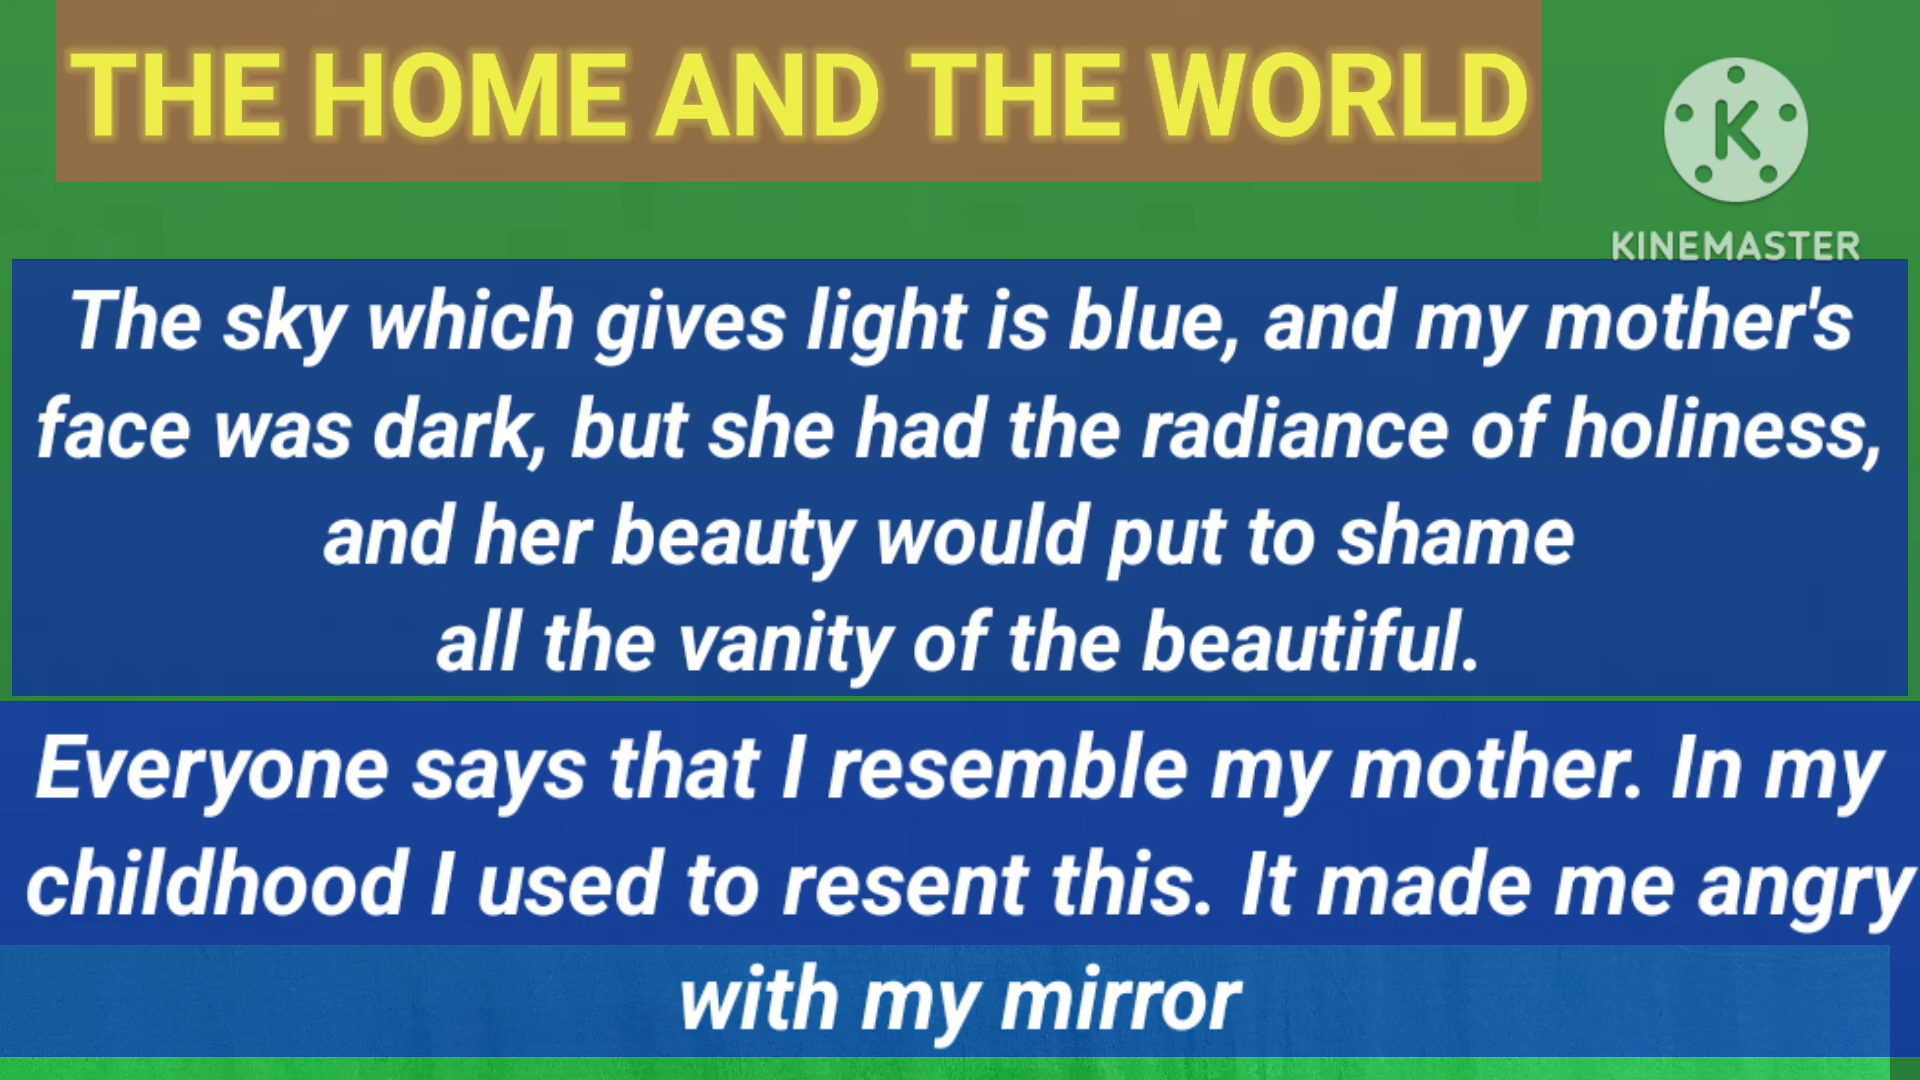 THE HOME AND THE WORLD
K
KINEMASTER
The sky which gives light is blue, and my mother's
face was dark, but she had the radiance of holiness,
and her beauty would put to shame
all the vanity of the beautiful.
Everyone says that I resemble my mother. In my
childhood I used to resent this. It made me angry
with my mirror